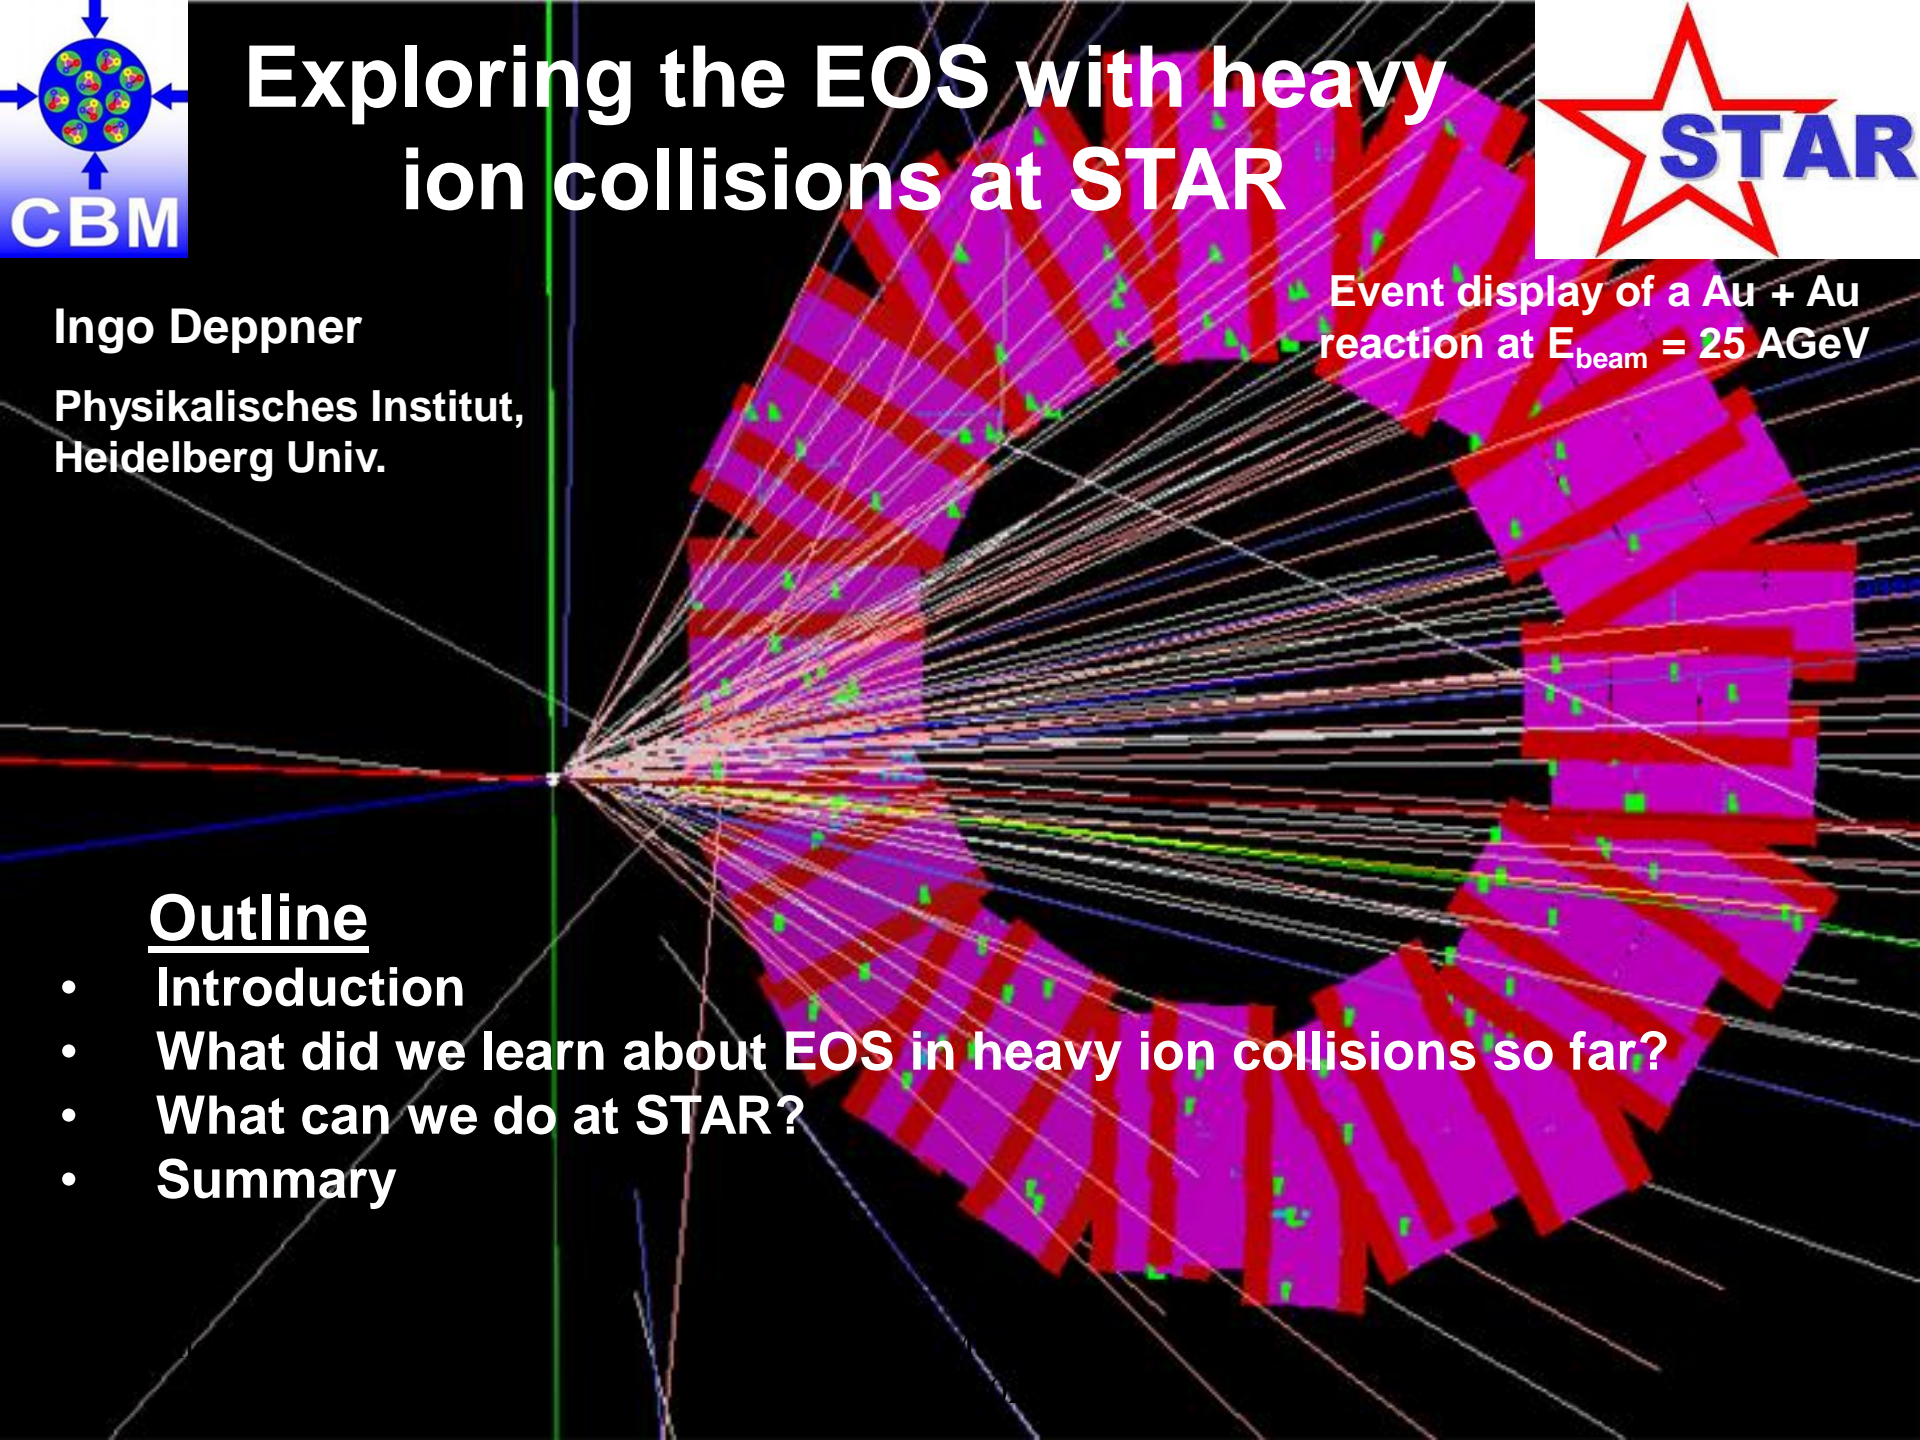 Exploring the EOS with heavy
ion collisions at STAR
CBM
STAR
Event display of a Au + Au
reaction at Ebeam = 25 AGeV
Ingo Deppner
Physikalisches Institut,
Heidelberg Univ.
Outline
• Introduction
• What did we learn about EOS in heavy ion collisions so far?
• What can we do at STAR?
• Summary